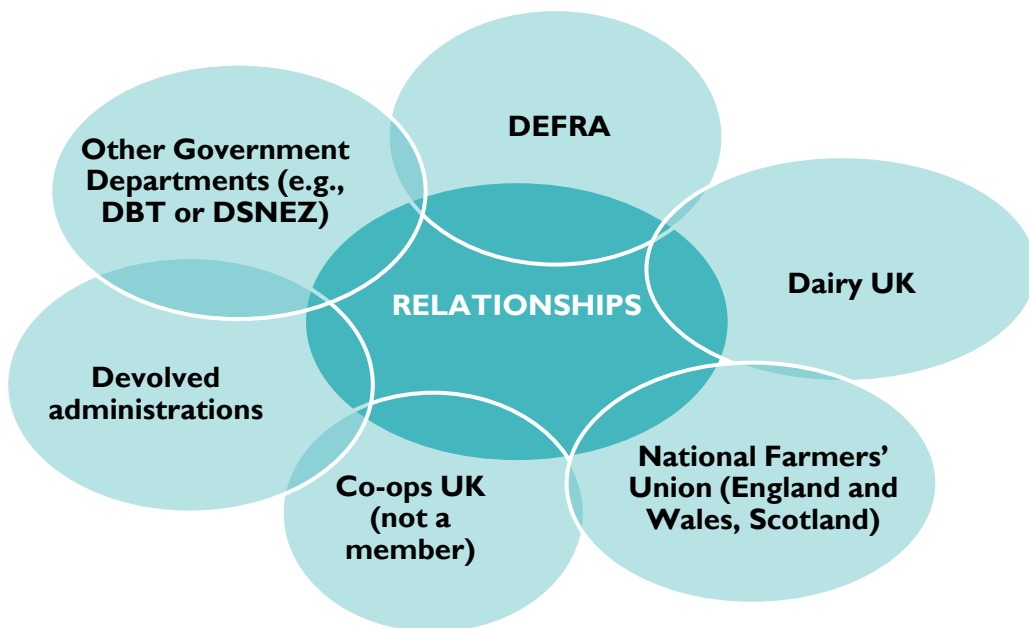 DEFRA
Other Government
Departments (e.g.,
DBT or DSNEZ)
Dairy UK
RELATIONSHIPS
Devolved
administrations
National Farmers’
Union (England and
Wales, Scotland)
Co-ops UK
(not a
member)